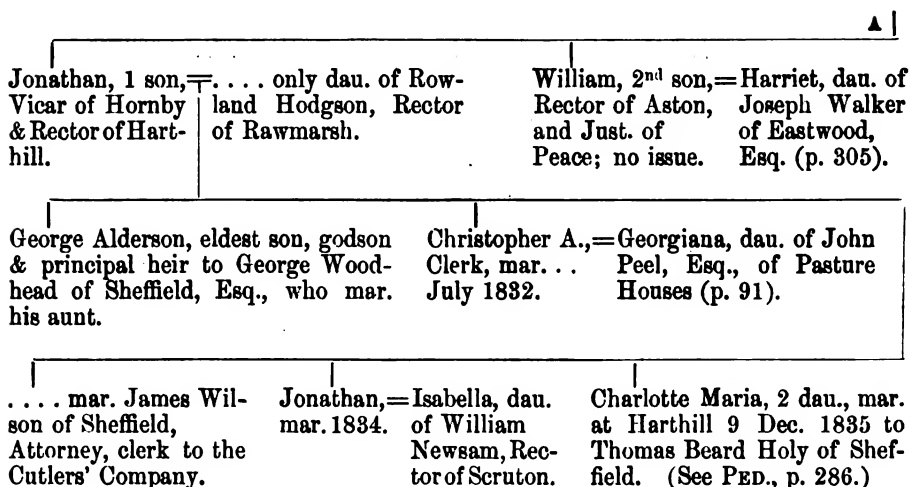 A
Jonathan, 1 son,
Vicar of Hornby
& Rector of Hart-
hill.
=. . . . only dau. of Row-
land Hodgson, Rector
of Rawmarsh.
William, 2nd son,
Rector of Aston,
and Just. of
Peace; no issue.
=Harriet, dau. of
Joseph Walker
of Eastwood,
Esq. (p. 305).
George Alderson, eldest son, godson
& principal heir to George Wood-
head of Sheffield, Esq., who mar.
his aunt.
Christopher A.,
Clerk, mar. . .
July 1832.
=Georgiana, dau. of John
Peel, Esq., of Pasture
Houses (p. 91).
. . . . mar. James Wil-
son of Sheffield,
Attorney, clerk to the
Cutlers' Company.
Jonathan,
mar. 1834.
=Isabella, dau.
of William
Newsam, Rec-
tor of Scruton.
Charlotte Maria, 2 dau., mar.
at Harthill 9 Dec. 1835 to
Thomas Beard Holy of Shef-
field. (See PED., p. 286.)